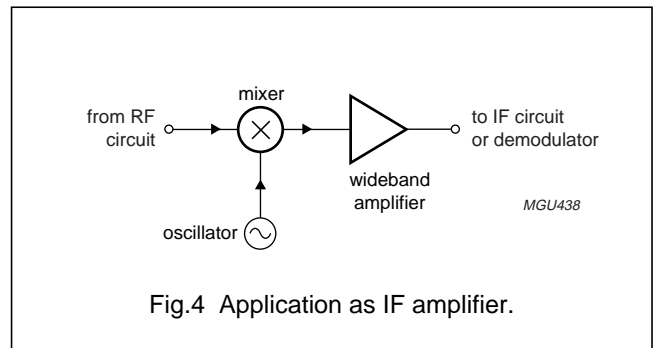 mixer
from RF
circuit
to IF circuit
or demodulator
wideband
amplifier
oscillator
MGU438
Fig.4 Application as IF amplifier.